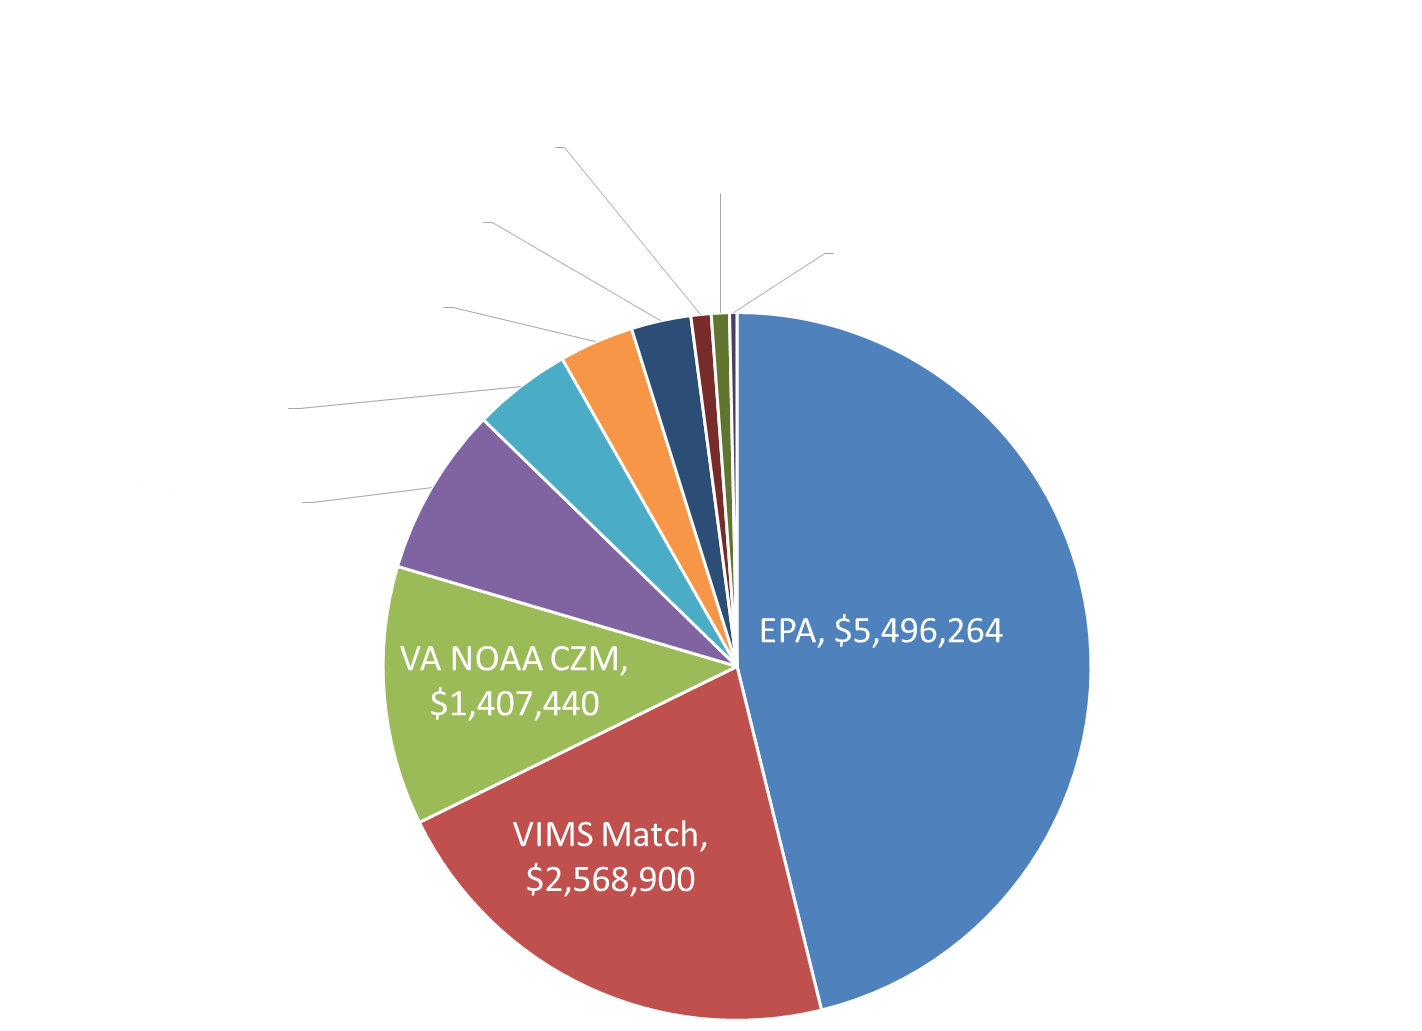 EPA, $5,496,264
VA NOAA CZM,
$1,407,440
VIMS Match,
$2,568,900